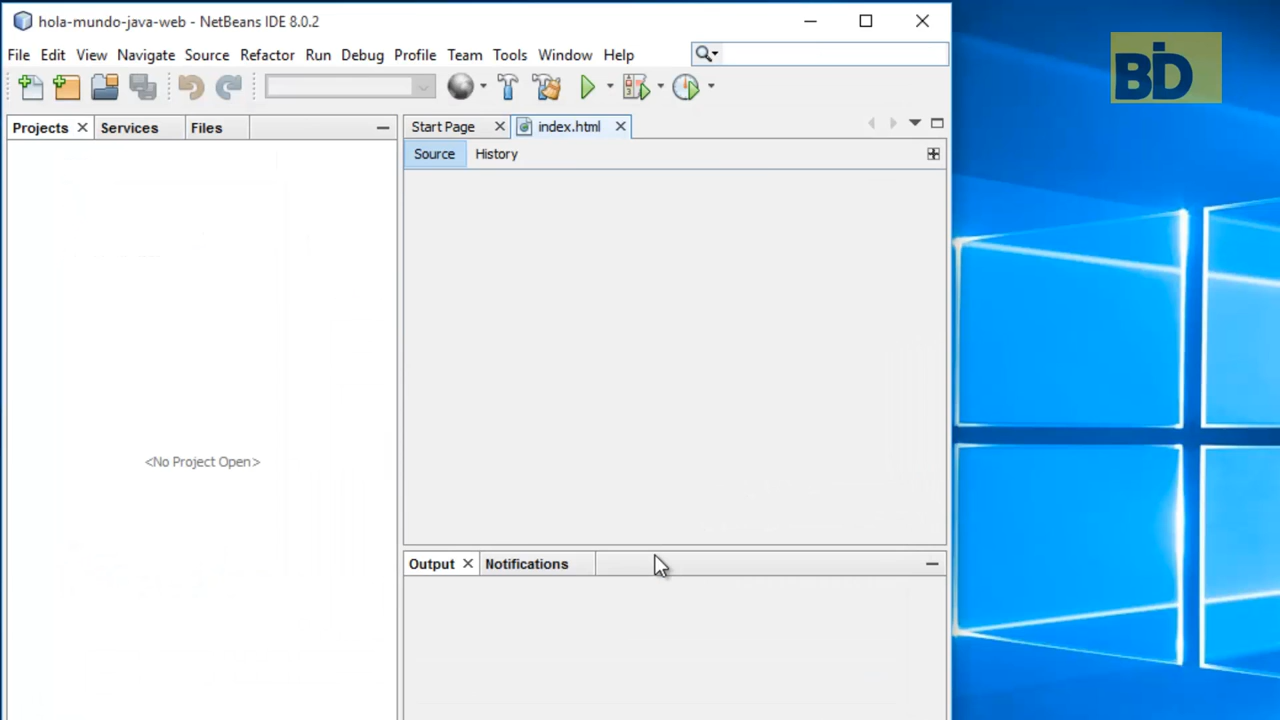 hola-mundo-java-web - NetBeans IDE 8.0.2
File Edit View Navigate Source Refactor Run Debug Profile Team Tools Window Help
Projects Services Files
Start Page index.html
Source History
<No Project Open>
Output Notifications
BID